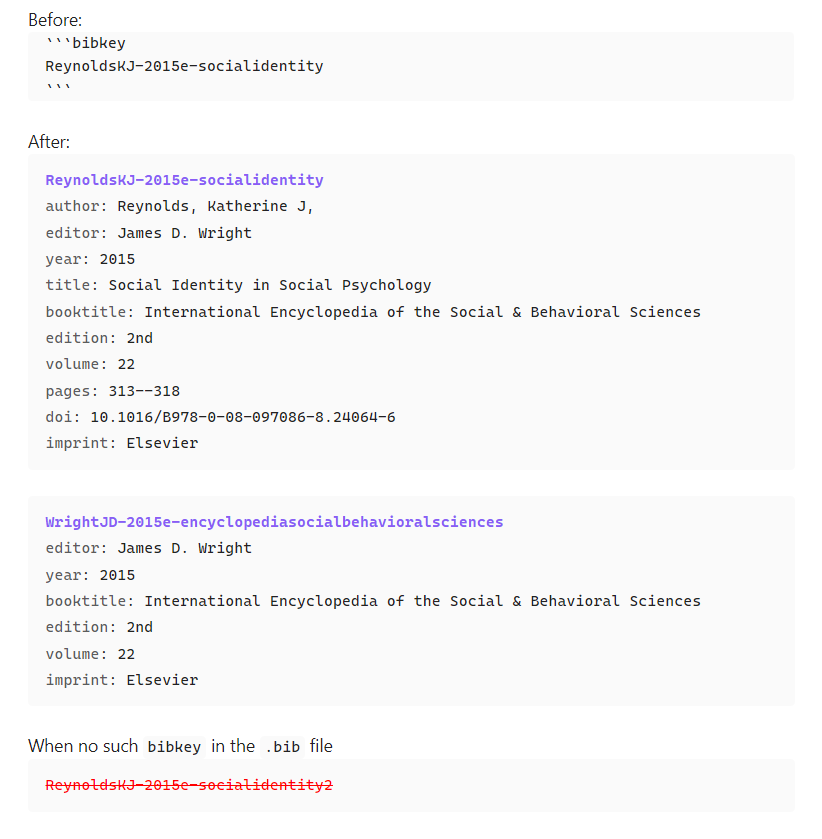 Before:
```bibkey
ReynoldsKJ-2015e-socialidentity
```
After:
ReynoldsKJ-2015e-socialidentity
author: Reynolds, Katherine J,
editor: James D. Wright
year: 2015
title: Social Identity in Social Psychology
booktitle: International Encyclopedia of the Social & Behavioral Sciences
edition: 2nd
volume: 22
pages: 313--318
doi: 10.1016/B978-0-08-097086-8.24064-6
imprint: Elsevier
WrightJD-2015e-encyclopediasocialbehavioralsciences
editor: James D. Wright
year: 2015
booktitle: International Encyclopedia of the Social & Behavioral Sciences
edition: 2nd
volume: 22
imprint: Elsevier
When no such bibkey in the .bib file
ReynoldsKJ-2015e-socialidentity2